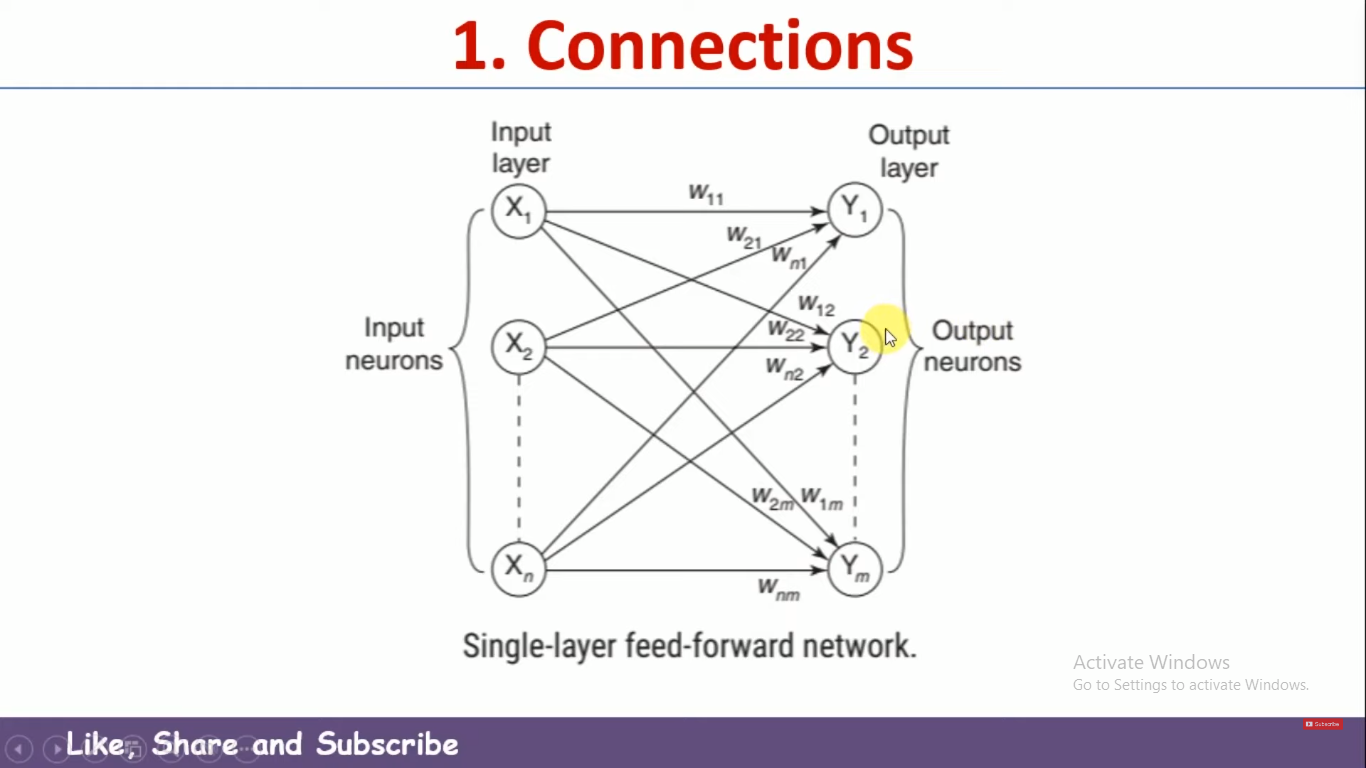 1. Connections
Input
layer
Output
layer
X1
W11
Y1
W21
Wn1
W12
Input
neurons
X2
W22
Y2
Output
neurons
Wn2
W2m
W1m
Xn
Ym
Wnm
Single-layer feed-forward network.
Activate Windows
Go to Settings to activate Windows.
Subscribe
Like, Share and Subscribe